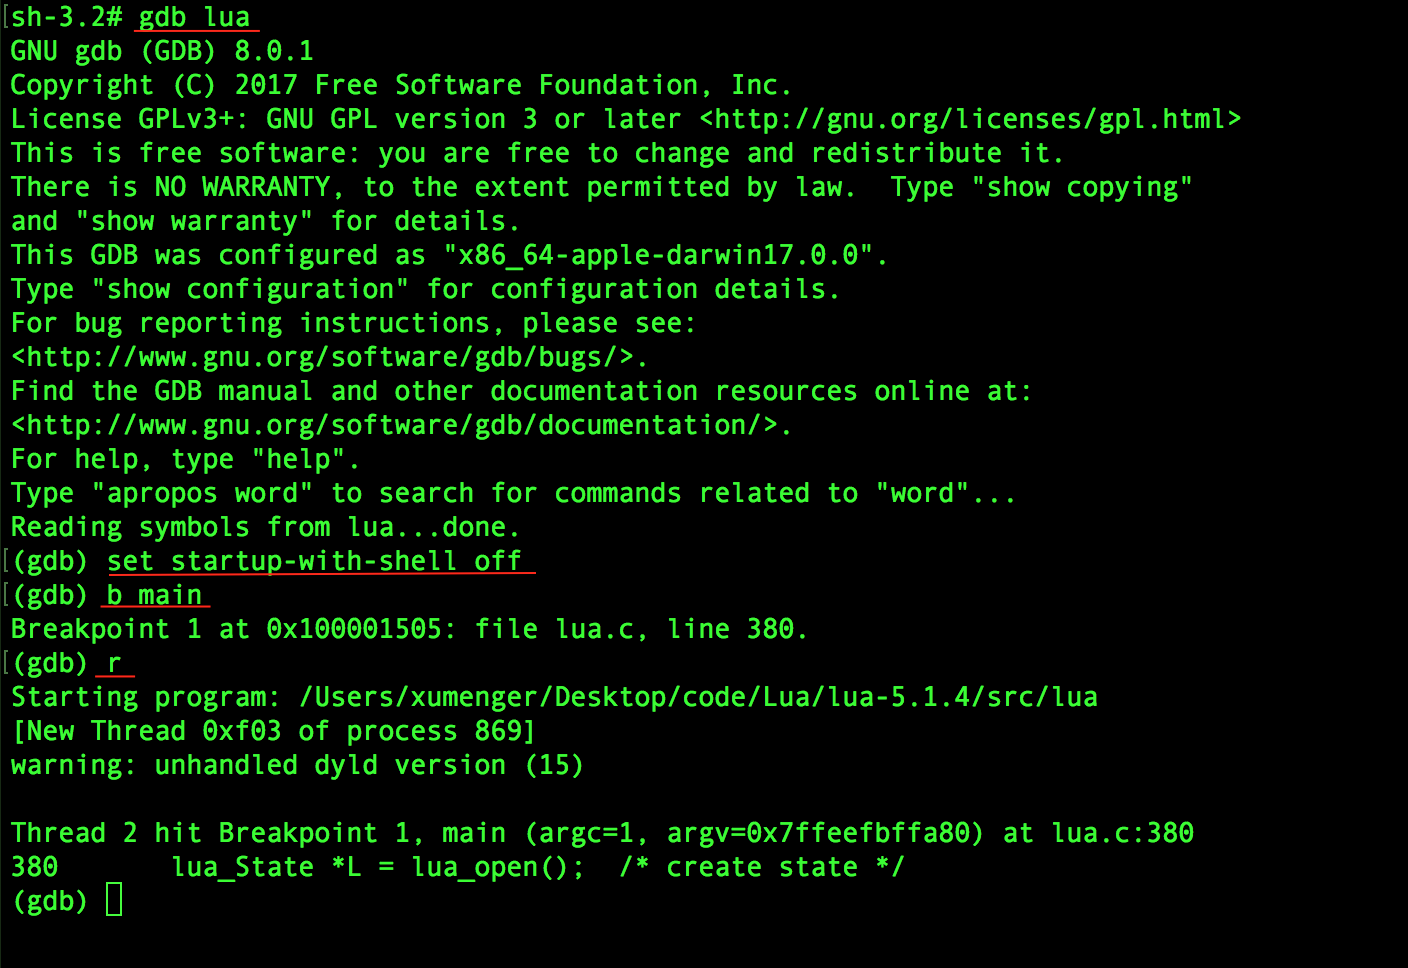 sh-3.2# gdb lua
GNU gdb (GDB) 8.0.1
Copyright (C) 2017 Free Software Foundation, Inc.
License GPLv3+: GNU GPL version 3 or later <http://gnu.org/licenses/gpl.html>
This is free software: you are free to change and redistribute it.
There is NO WARRANTY, to the extent permitted by law.  Type "show copying"
and "show warranty" for details.
This GDB was configured as "x86_64-apple-darwin17.0.0".
Type "show configuration" for configuration details.
For bug reporting instructions, please see:
<http://www.gnu.org/software/gdb/bugs/>.
Find the GDB manual and other documentation resources online at:
<http://www.gnu.org/software/gdb/documentation/>.
For help, type "help".
Type "apropos word" to search for commands related to "word"...
Reading symbols from lua...done.
(gdb) set startup-with-shell off
(gdb) b main
Breakpoint 1 at 0x100001505: file lua.c, line 380.
(gdb) r
Starting program: /Users/xumenger/Desktop/code/Lua/lua-5.1.4/src/lua
[New Thread 0xf03 of process 869]
warning: unhandled dyld version (15)

Thread 2 hit Breakpoint 1, main (argc=1, argv=0x7ffeefbffa80) at lua.c:380
380       lua_State *L = lua_open();  /* create state */
(gdb)